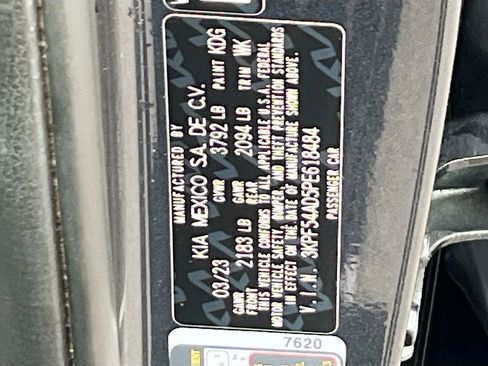 MANUFACTURED BY
KIA MEXICO S.A. DE C.V.
03/23 GVWR 3792 LB PAINT KDG
GAWR FRONT 2183 LB GAWR REAR 2094 LB TRIM WK
THIS VEHICLE CONFORMS TO ALL APPLICABLE U.S.A. FEDERAL
MOTOR VEHICLE SAFETY, BUMPER, AND THEFT PREVENTION STANDARDS
IN EFFECT ON THE DATE OF MANUFACTURE SHOWN ABOVE.
V.I.N. 3KPF54AD5PE618484
PASSENGER CAR
7620